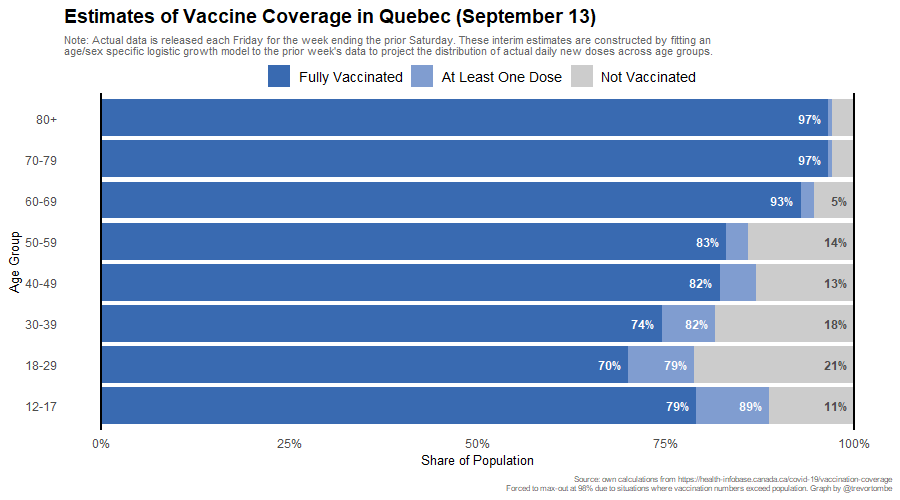 Estimates of Vaccine Coverage in Quebec (September 13)
Note: Actual data is released each Friday for the week ending the prior Saturday. These interim estimates are constructed by fitting an
age/sex specific logistic growth model to the prior week's data to project the distribution of actual daily new doses across age groups.
Fully Vaccinated At Least One Dose Not Vaccinated
80+ 97%
70-79 97%
60-69 93% 5%
50-59 83% 14%
40-49 82% 13%
30-39 74% 82% 18%
18-29 70% 79% 21%
12-17 79% 89% 11%
Age Group
0% 25% 50% 75% 100%
Share of Population
Source: own calculations from https://health-infobase.canada.ca/covid-19/vaccination-coverage
Forced to max-out at 98% due to situations where vaccination numbers exceed population. Graph by @trevortombe